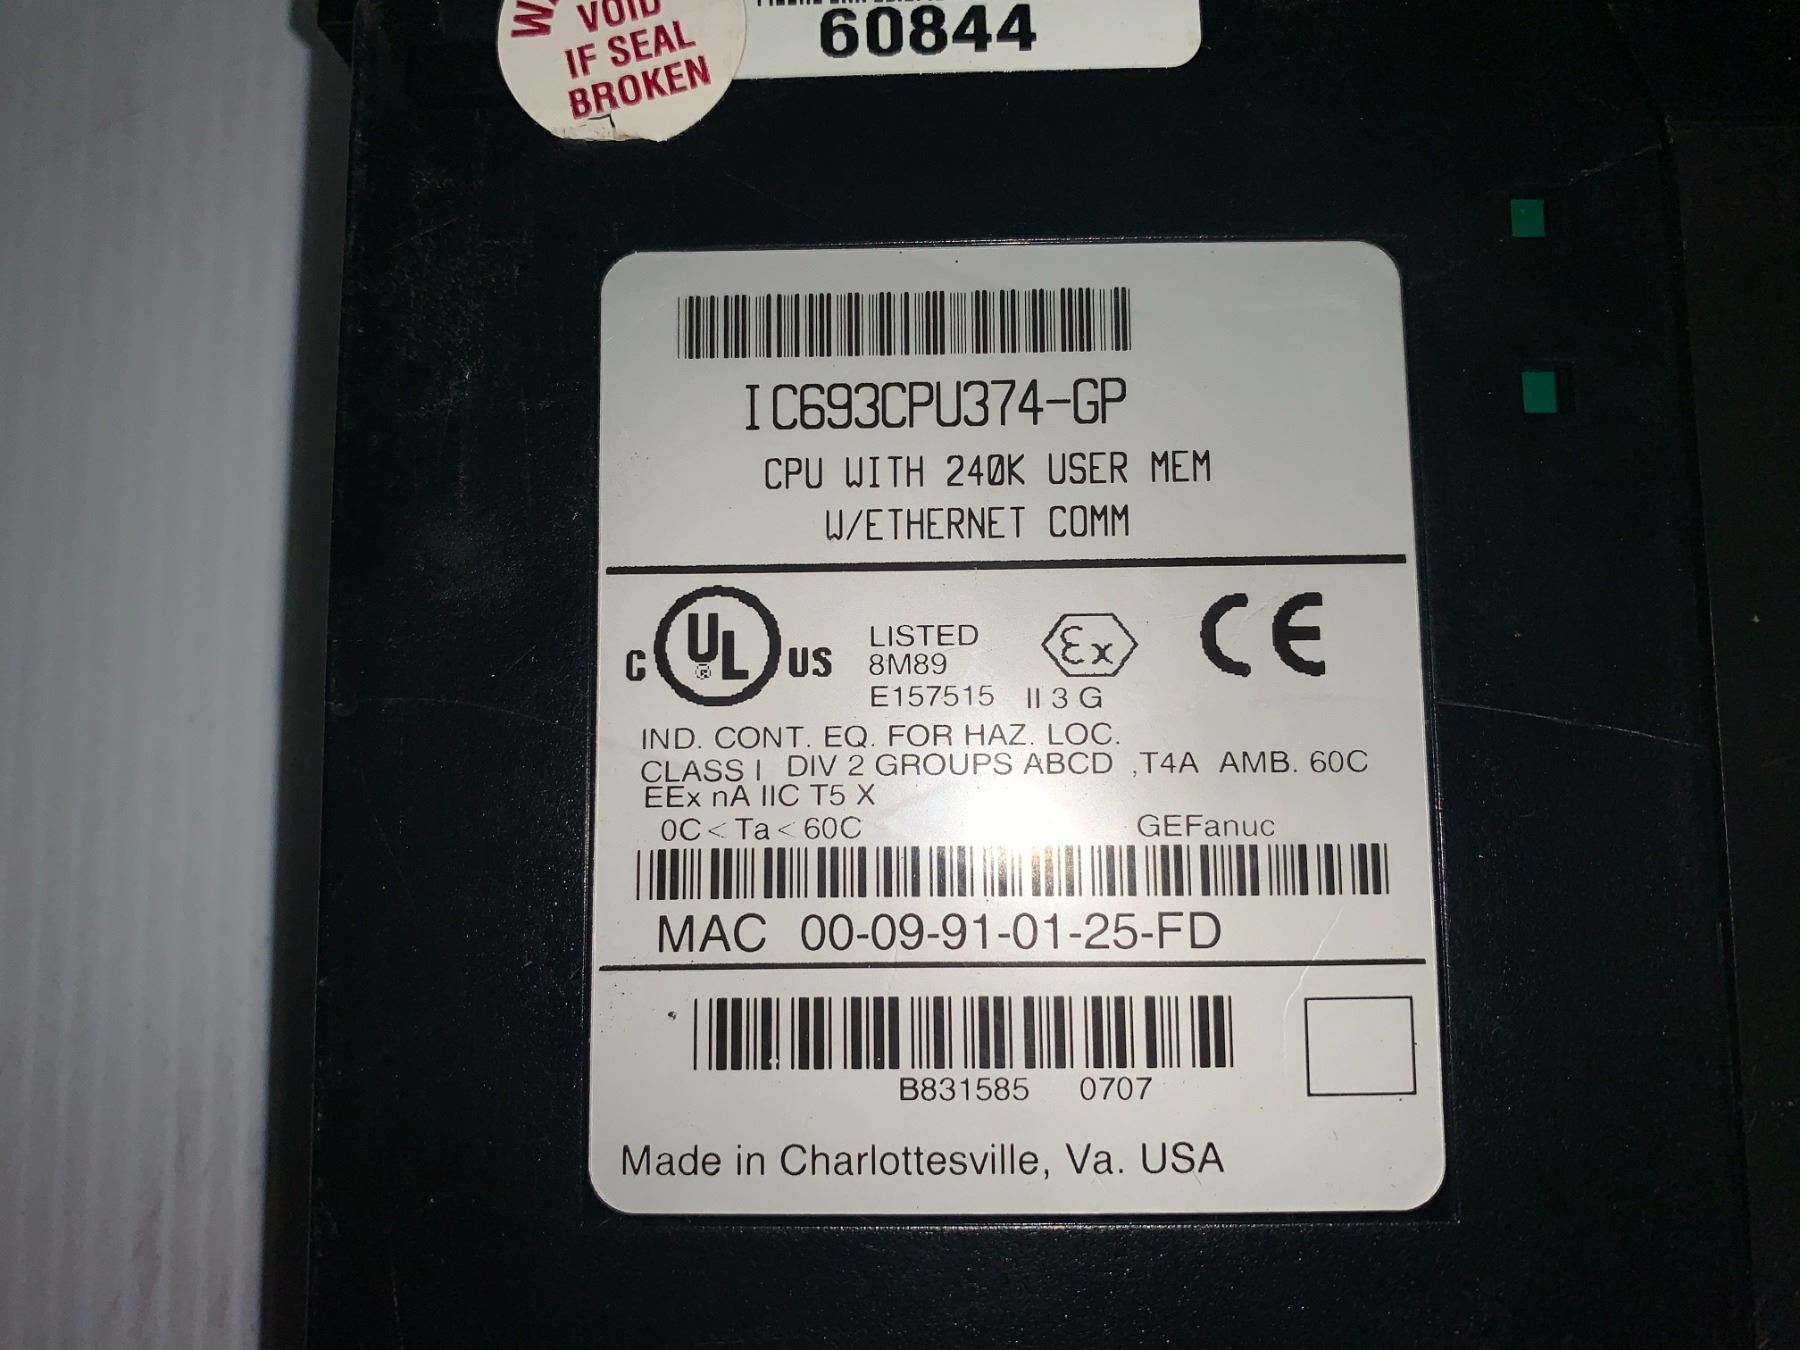 VOID
IF SEAL
BROKEN
60844
IC693CPU374-GP
CPU WITH 240K USER MEM
W/ETHERNET COMM
C UL® US
LISTED
8M89
E157515 II 3 G
Ex
CE
IND. CONT. EQ. FOR HAZ. LOC.
CLASS I DIV 2 GROUPS ABCD ,T4A AMB. 60C
EEx nA IIC T5 X
0C < Ta < 60C GEFanuc
MAC 00-09-91-01-25-FD
B831585 0707
Made in Charlottesville, Va. USA